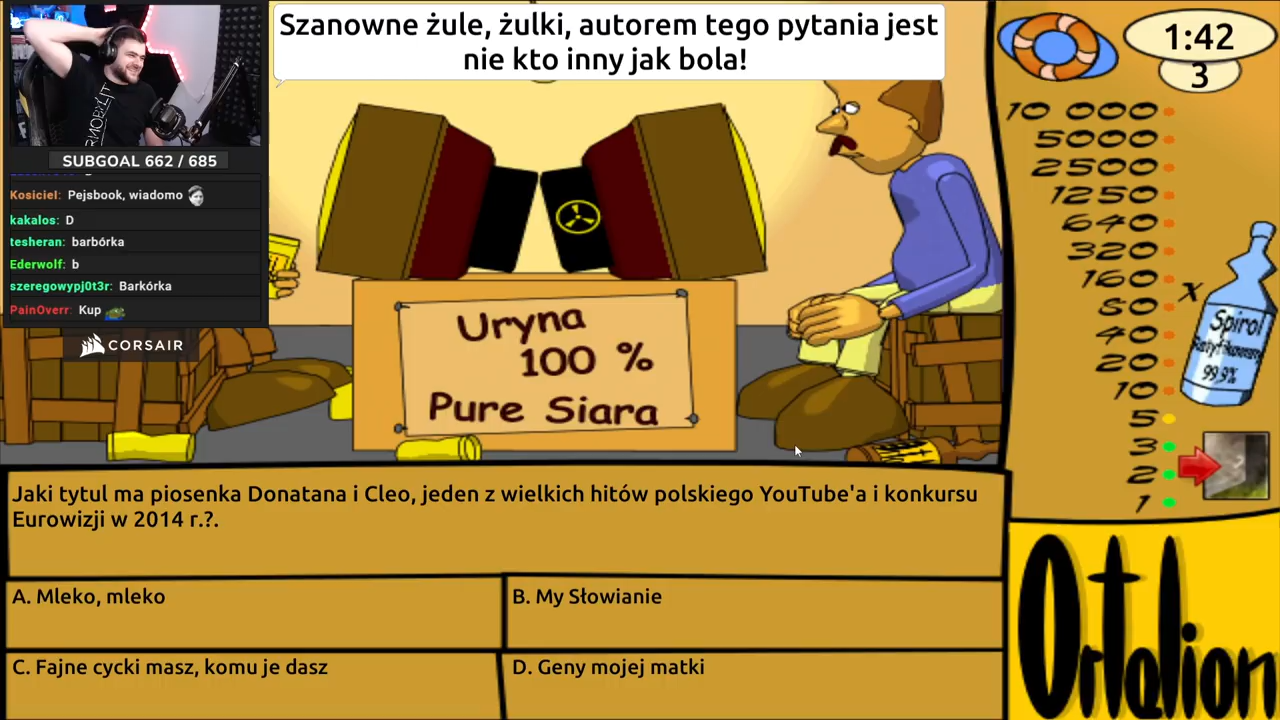 Szanowne żule, żulki, autorem tego pytania jest
nie kto inny jak bola!
SUBGOAL 662 / 685
Kosiciel: Pejsbook, wiadomo
kakalos: D
tesheran: barbórka
Ederwolf: b
szeregowypj0t3r: Barkórka
PainOverr: Kup
CORSAIR
Uryna
100 %
Pure Siara
1:42
3
10 000
5000
2500
1250
640
320
160
x
80
40
20
10
5
3
2
1
Spirol
99,9%
Jaki tytul ma piosenka Donatana i Cleo, jeden z wielkich hitów polskiego YouTube'a i konkursu
Eurowizji w 2014 r.?.
A. Mleko, mleko
B. My Słowianie
C. Fajne cycki masz, komu je dasz
D. Geny mojej matki
Ortalion